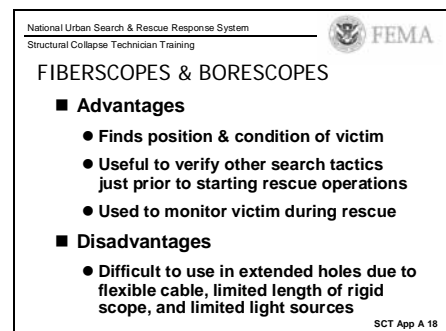 National Urban Search & Rescue Response System
Structural Collapse Technician Training
FEMA
FIBERSCOPES & BORESCOPES
■ Advantages
● Finds position & condition of victim
● Useful to verify other search tactics
just prior to starting rescue operations
● Used to monitor victim during rescue
■ Disadvantages
● Difficult to use in extended holes due to
flexible cable, limited length of rigid
scope, and limited light sources
SCT App A 18